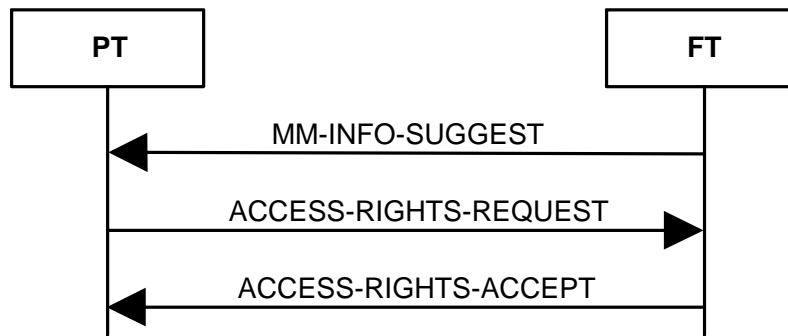 PT
FT
MM-INFO-SUGGEST
ACCESS-RIGHTS-REQUEST
ACCESS-RIGHTS-ACCEPT